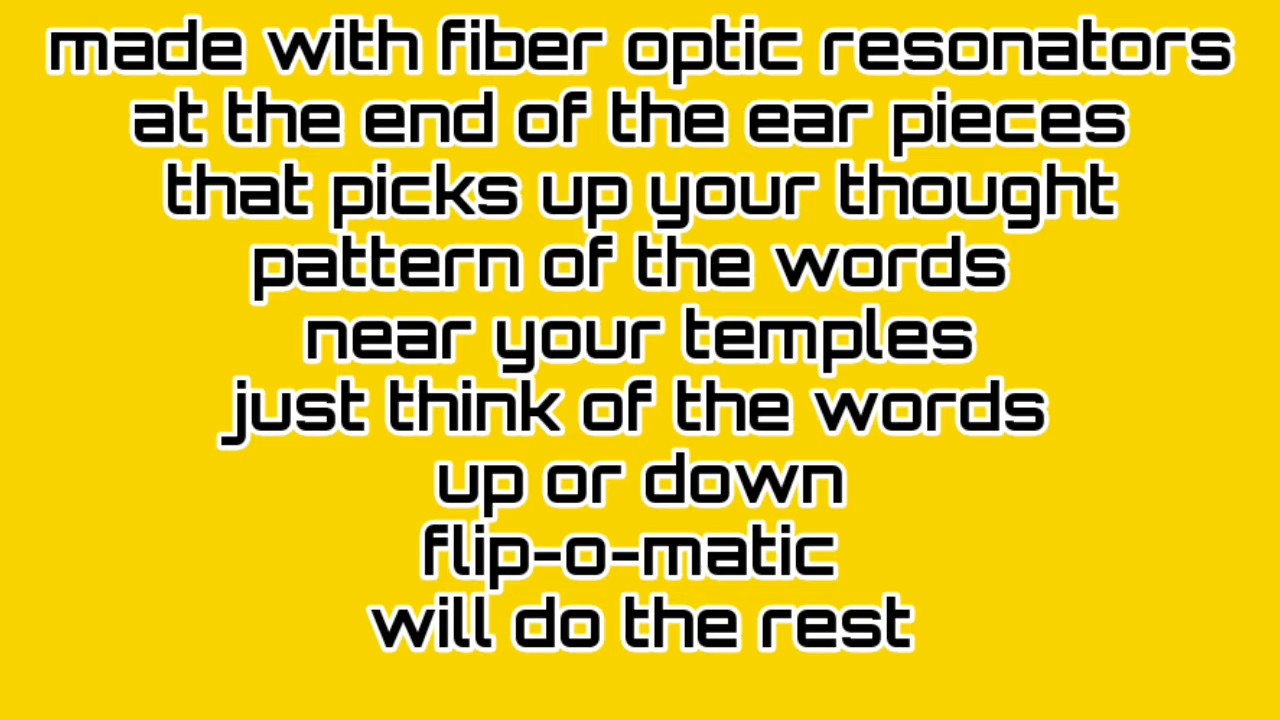 made with fiber optic resonators
at the end of the ear pieces
that picks up your thought
pattern of the words
near your temples
just think of the words
up or down
flip-o-matic
will do the rest